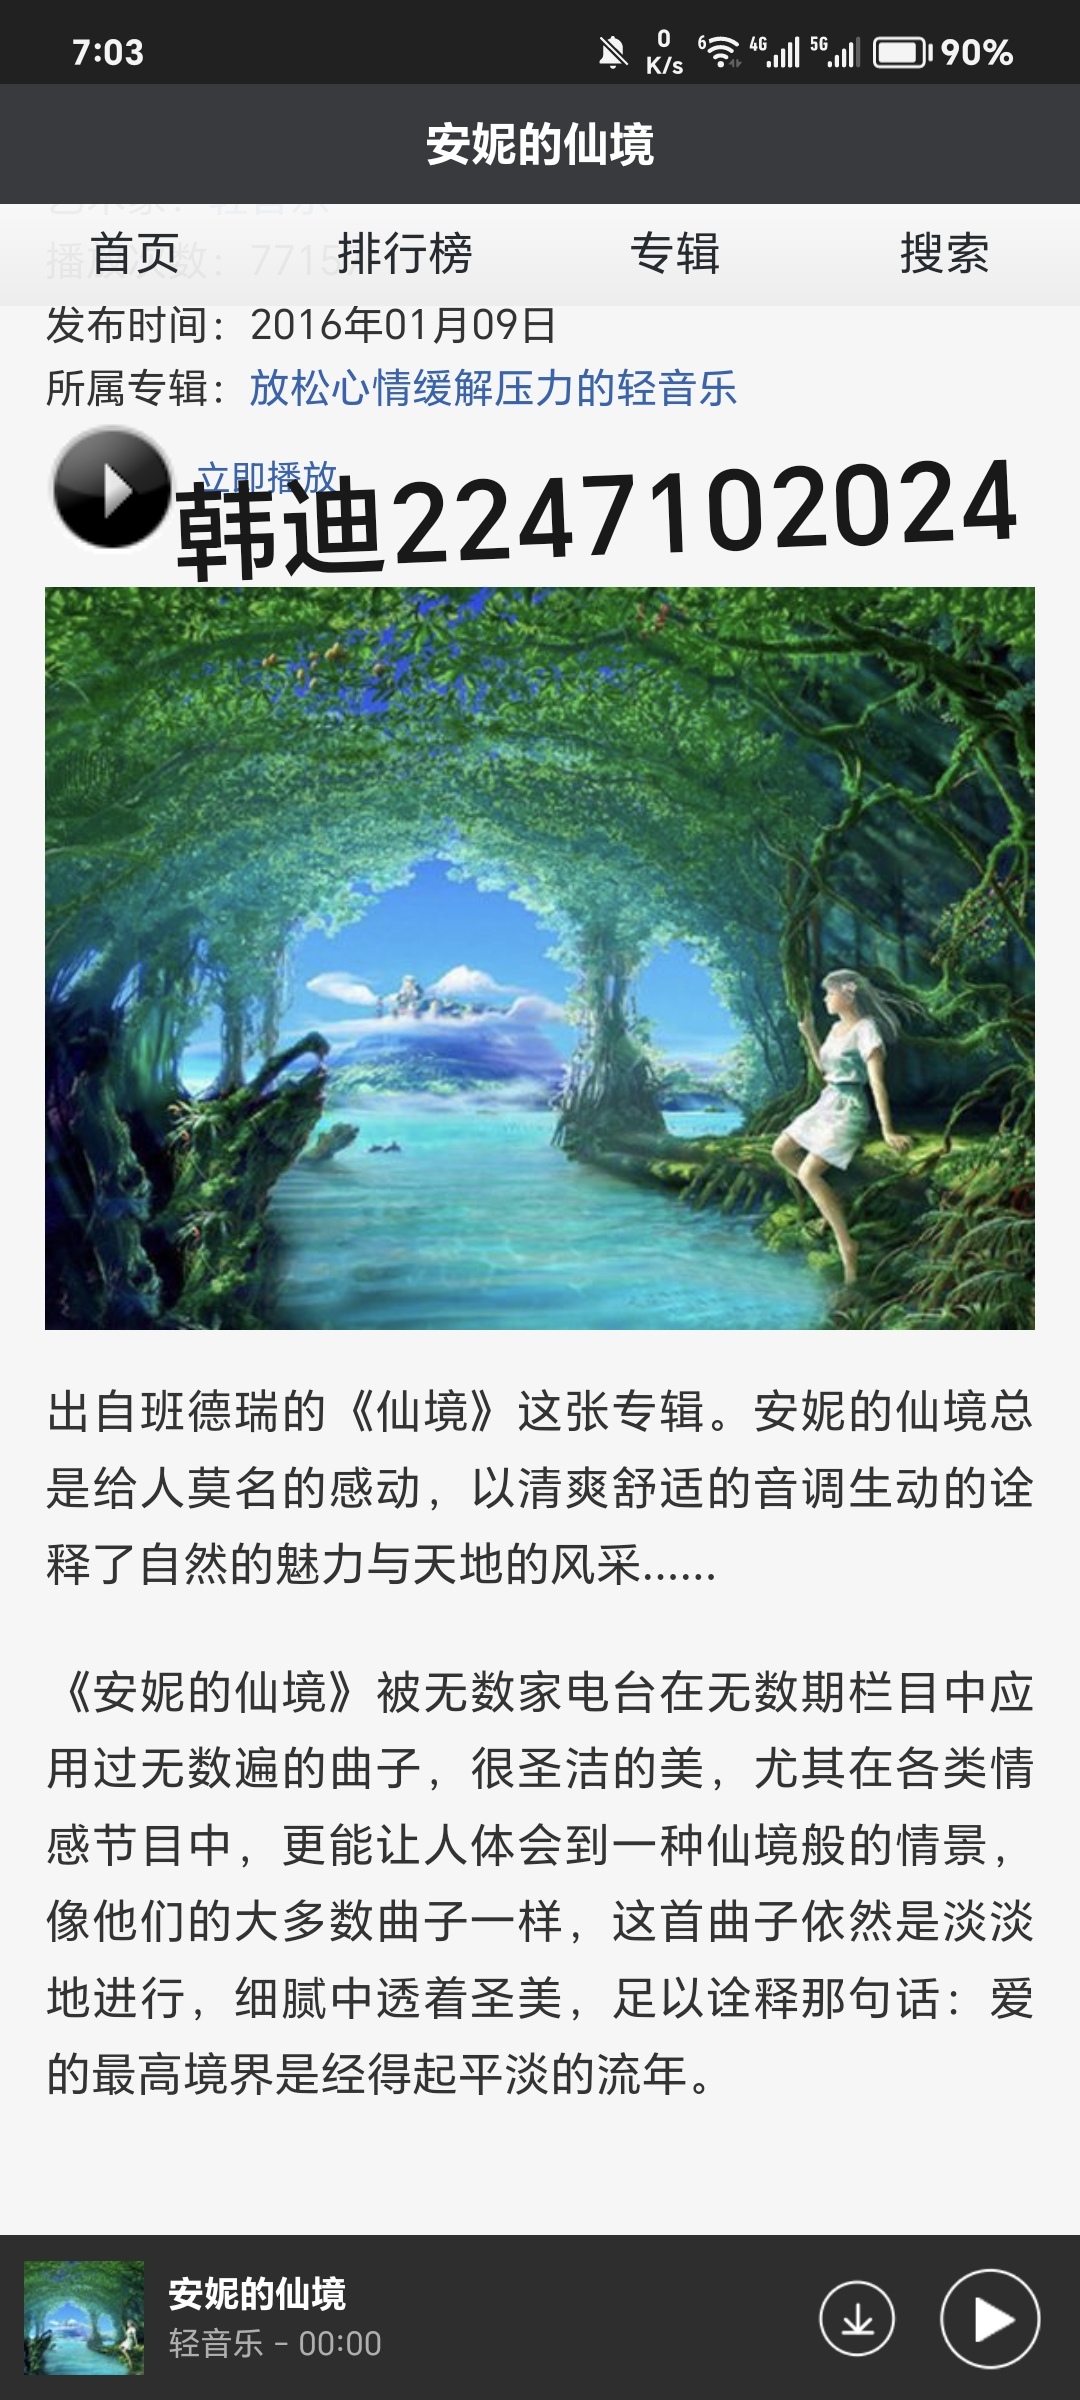 7:03
0
K/s
6
4G
5G
90%
安妮的仙境
首页
排行榜
专辑
搜索
发布时间：2016年01月09日
所属专辑：放松心情缓解压力的轻音乐
立即播放
韩迪2247102024
出自班德瑞的《仙境》这张专辑。安妮的仙境总
是给人莫名的感动，以清爽舒适的音调生动的诠
释了自然的魅力与天地的风采......
《安妮的仙境》被无数家电台在无数期栏目中应
用过无数遍的曲子，很圣洁的美，尤其在各类情
感节目中，更能让人体会到一种仙境般的情景，
像他们的大多数曲子一样，这首曲子依然是淡淡
地进行，细腻中透着圣美，足以诠释那句话：爱
的最高境界是经得起平淡的流年。
安妮的仙境
轻音乐 - 00:00